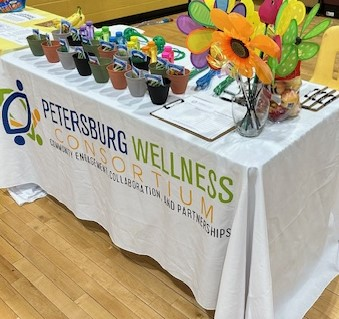 PETERSBURG WELLNESS
CONSORTIUM
COMMUNITY ENGAGEMENT, COLLABORATION, AND PARTNERSHIPS